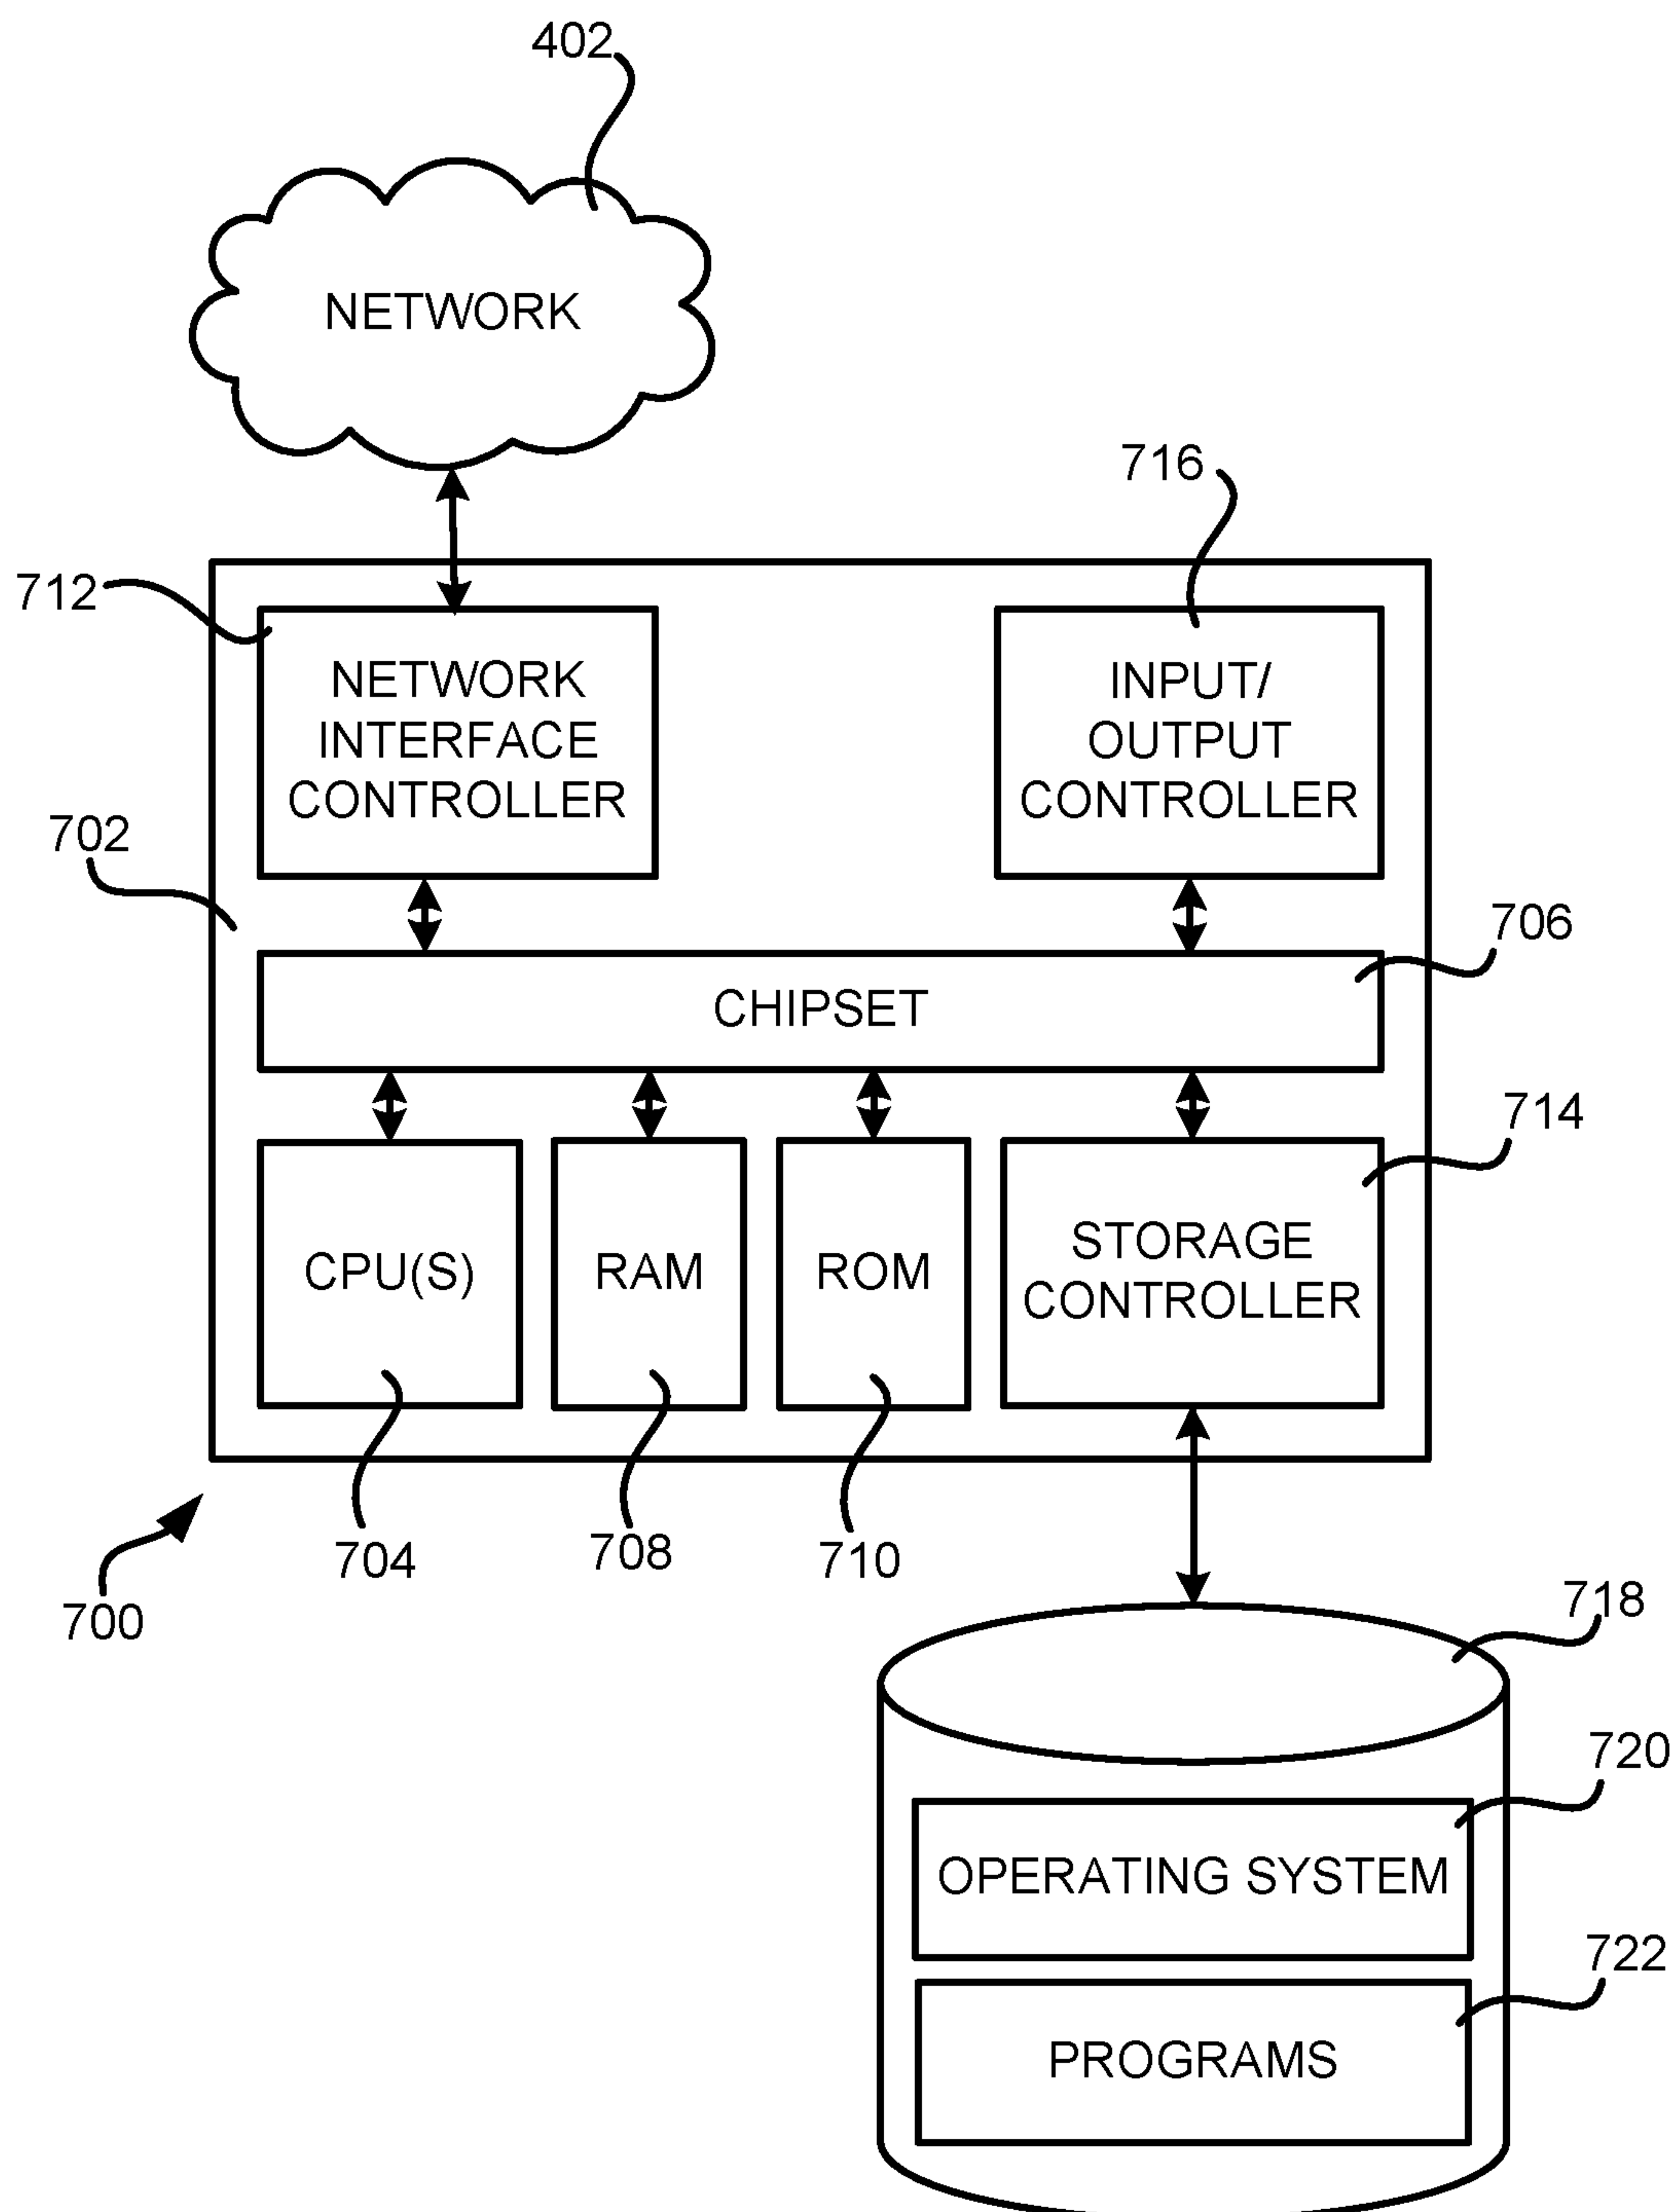 402
NETWORK
716
712
NETWORK
INTERFACE
CONTROLLER
INPUT/
OUTPUT
CONTROLLER
702
706
CHIPSET
714
CPU(S)
RAM
ROM
STORAGE
CONTROLLER
704
708
710
700
718
720
OPERATING SYSTEM
722
PROGRAMS